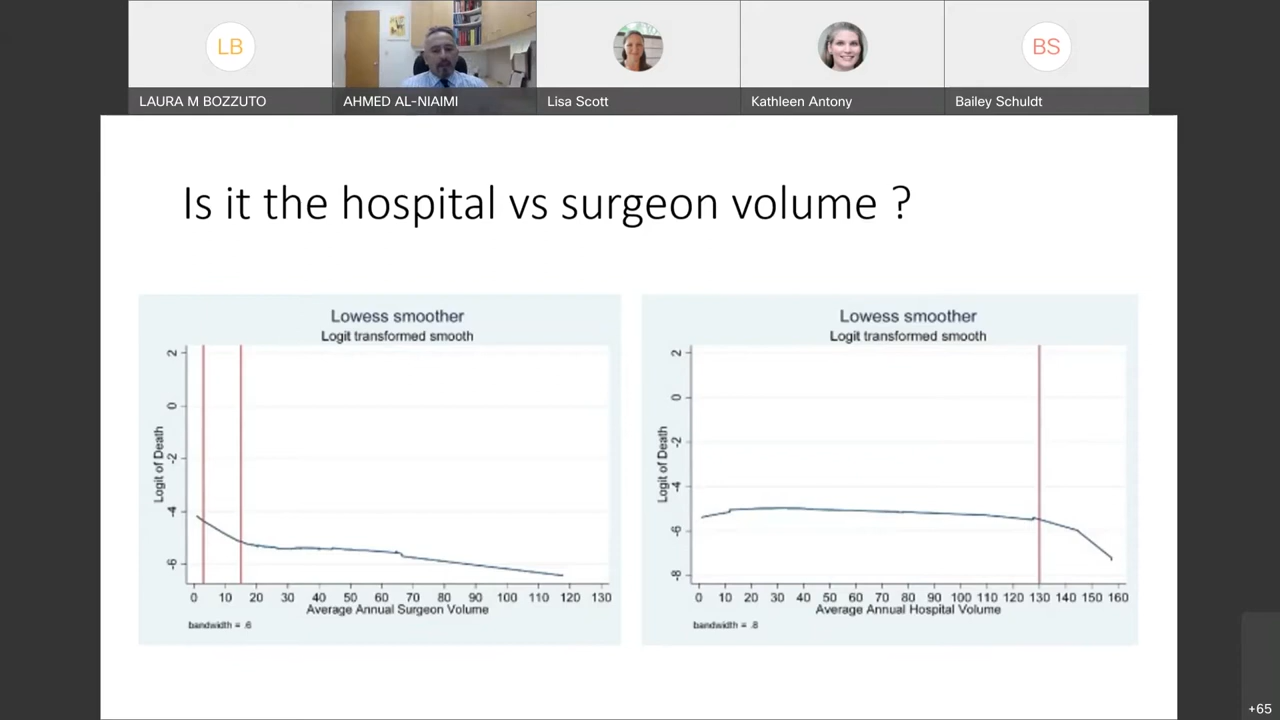 LB
BS
LAURA M BOZZUTO
AHMED AL-NIAIMI
Lisa Scott
Kathleen Antony
Bailey Schuldt
Is it the hospital vs surgeon volume ?
Lowess smoother
Logit transformed smooth
Logit of Death
2
0
-2
-4
-6
0 10 20 30 40 50 60 70 80 90 100 110 120 130
Average Annual Surgeon Volume
bandwidth = .6
Lowess smoother
Logit transformed smooth
Logit of Death
2
0
-2
-4
-6
-8
0 10 20 30 40 50 60 70 80 90 100 110 120 130 140 150 160
Average Annual Hospital Volume
bandwidth = .8
+65